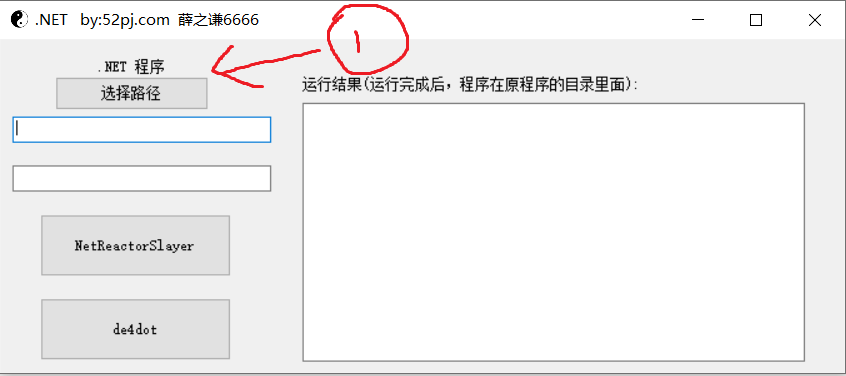 .NET by:52pj.com 薛之谦6666
1
.NET 程序
选择路径
运行结果(运行完成后，程序在原程序的目录里面):
NetReactorSlayer
de4dot